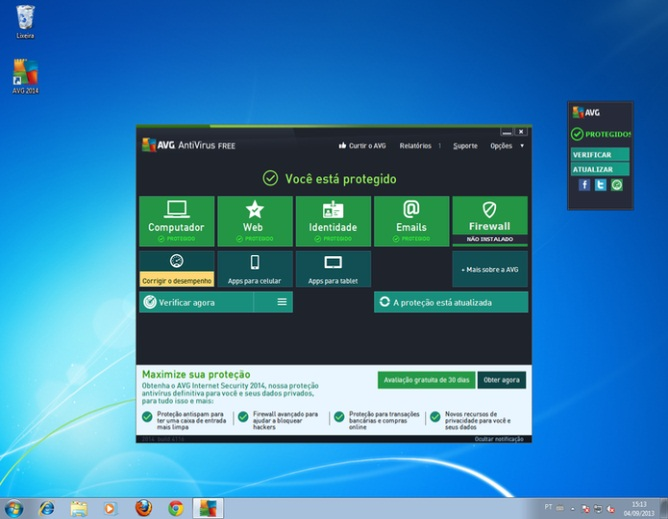 Lixeira
AVG 2014
AVG AntiVirus FREE
Curtir o AVG
Relatórios
Suporte
Opções
Você está protegido
Computador
PROTEGIDO
Web
PROTEGIDO
Identidade
PROTEGIDO
Emails
PROTEGIDO
Firewall
NÃO INSTALADO
Corrigir o desempenho
Apps para celular
Apps para tablet
+ Mais sobre a AVG
Verificar agora
A proteção está atualizada
Maximize sua proteção
Obtenha o AVG Internet Security 2014, nossa proteção
antivírus definitiva para você e seus dados privados,
para tudo isso e mais:
Avaliação gratuita de 30 dias
Obter agora
Proteção antispam para
ter uma caixa de entrada
mais limpa
Firewall avançado para
ajudar a bloquear
hackers
Proteção para transações
bancárias e compras
online
Novos recursos de
privacidade para você e
seus dados
Ocultar notificação
AVG
PROTEGIDO!
VERIFICAR
ATUALIZAR
PT
15:13
04/09/2013